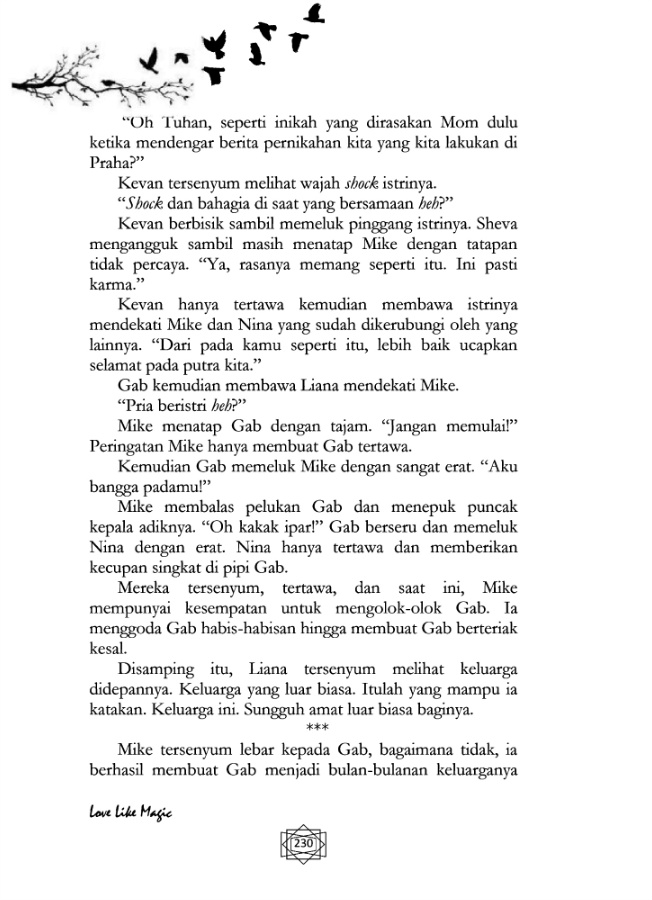 “Oh Tuhan, seperti inikah yang dirasakan Mom dulu
ketika mendengar berita pernikahan kita yang kita lakukan di
Praha?”
Kevan tersenyum melihat wajah shock istrinya.
“Shock dan bahagia di saat yang bersamaan heh?”
Kevan berbisik sambil memeluk pinggang istrinya. Sheva
mengangguk sambil masih menatap Mike dengan tatapan
tidak percaya. “Ya, rasanya memang seperti itu. Ini pasti
karma.”
Kevan hanya tertawa kemudian membawa istrinya
mendekati Mike dan Nina yang sudah dikerubungi oleh yang
lainnya. “Dari pada kamu seperti itu, lebih baik ucapkan
selamat pada putra kita.”
Gab kemudian membawa Liana mendekati Mike.
“Pria beristri heh?”
Mike menatap Gab dengan tajam. “Jangan memulai!”
Peringatan Mike hanya membuat Gab tertawa.
Kemudian Gab memeluk Mike dengan sangat erat. “Aku
bangga padamu!”
Mike membalas pelukan Gab dan menepuk puncak
kepala adiknya. “Oh kakak ipar!” Gab berseru dan memeluk
Nina dengan erat. Nina hanya tertawa dan memberikan
kecupan singkat di pipi Gab.
Mereka tersenyum, tertawa, dan saat ini, Mike
mempunyai kesempatan untuk mengolok-olok Gab. Ia
menggoda Gab habis-habisan hingga membuat Gab berteriak
kesal.
Disamping itu, Liana tersenyum melihat keluarga
didepannya. Keluarga yang luar biasa. Itulah yang mampu ia
katakan. Keluarga ini. Sungguh amat luar biasa baginya.
***
Mike tersenyum lebar kepada Gab, bagaimana tidak, ia
berhasil membuat Gab menjadi bulan-bulanan keluarganya
Love Like Magic
230